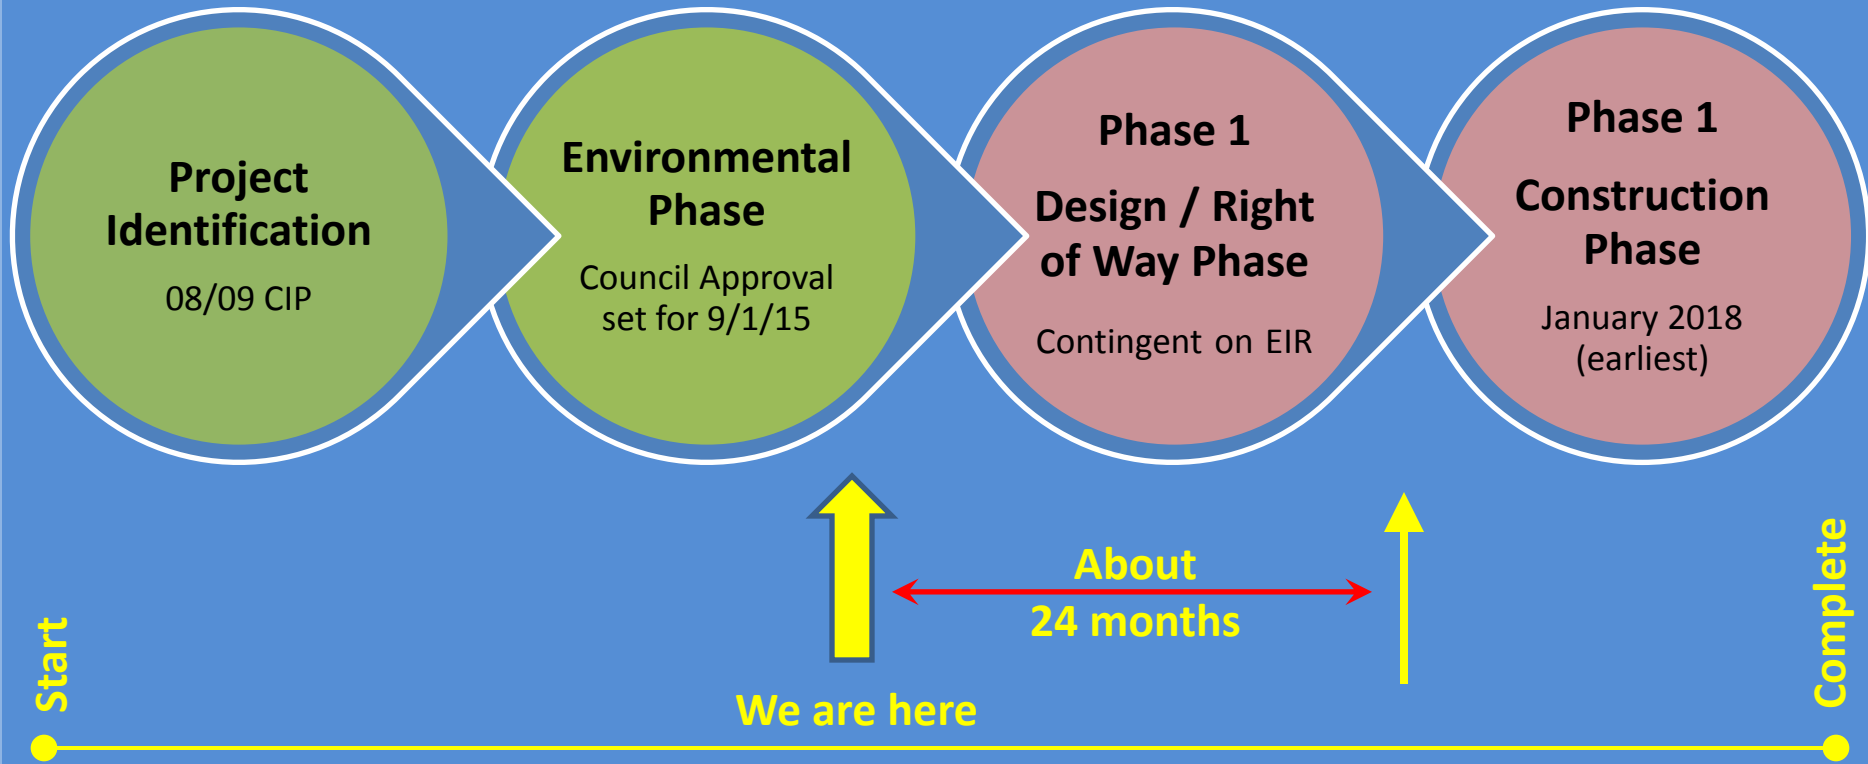 Project
Identification
08/09 CIP
Environmental
Phase
Council Approval
set for 9/1/15
Phase 1
Design / Right
of Way Phase
Contingent on EIR
Phase 1
Construction
Phase
January 2018
(earliest)
About
24 months
We are here
Start
Complete